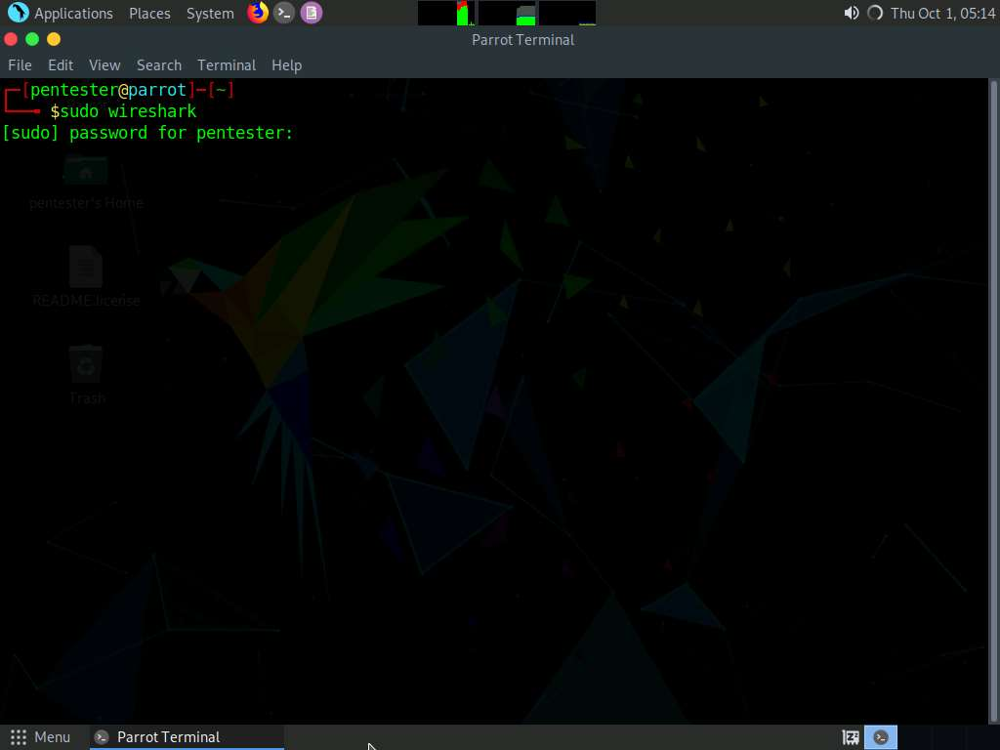 Applications Places System Thu Oct 1, 05:14
Parrot Terminal
File Edit View Search Terminal Help
┌─[pentester@parrot]─[~]
└──╼ $sudo wireshark
[sudo] password for pentester:
pentester's Home
README.license
Trash
Menu Parrot Terminal